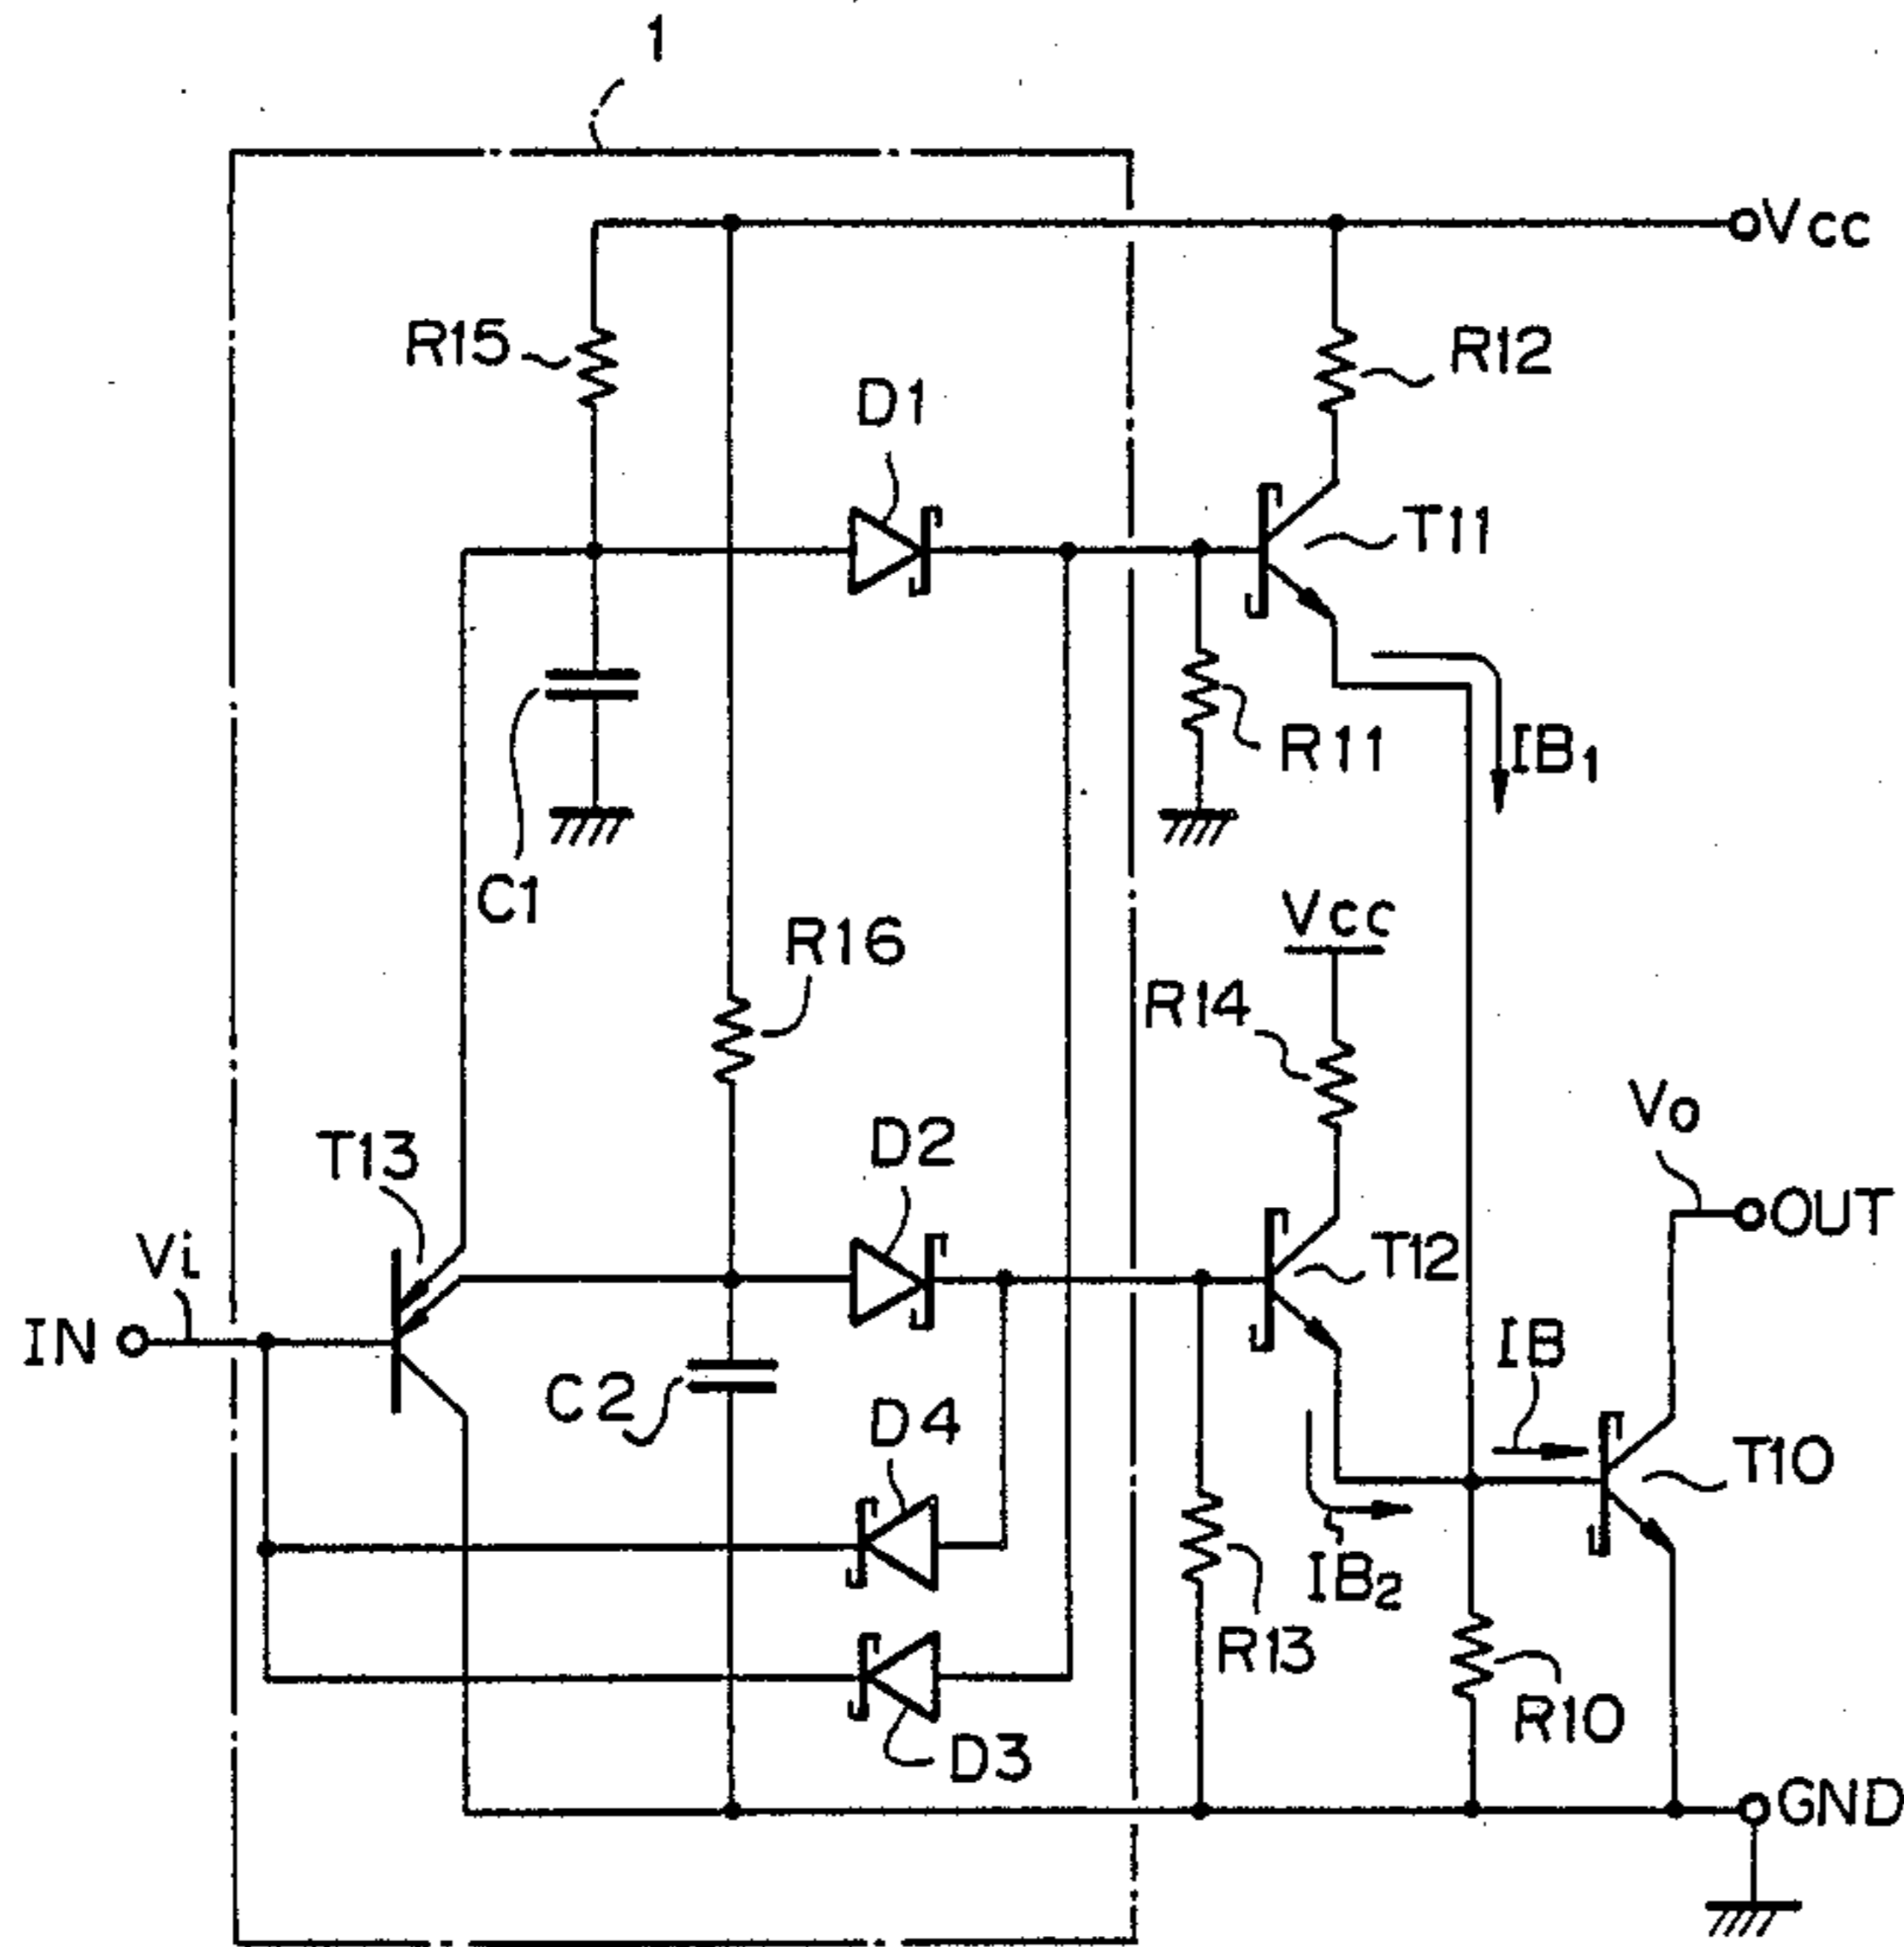 1
Vcc
R15
R12
D1
T11
R11
IB1
C1
Vcc
R16
R14
Vo
T13
D2
OUT
Vi
T12
IN
IB
C2
D4
T10
IB2
R13
R10
D3
GND